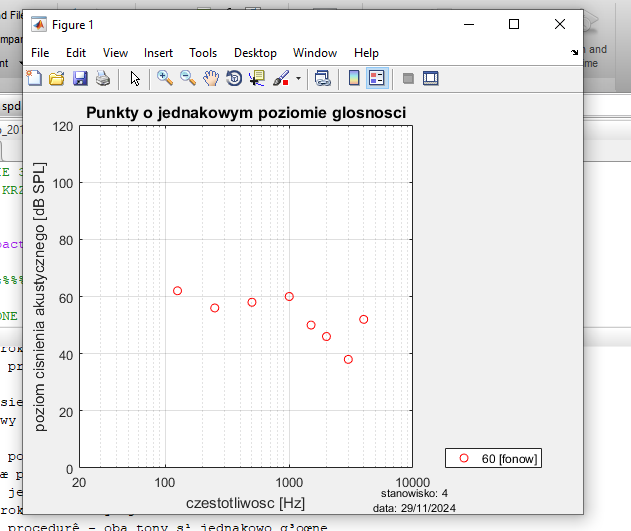 Figure 1
File Edit View Insert Tools Desktop Window Help
Punkty o jednakowym poziomie glosnosci
120
100
80
60
40
20
0
poziom cisnienia akustycznego [dB SPL]
20 100 1000 10000
czestotliwosc [Hz]
60 [fonow]
stanowisko: 4
data: 29/11/2024
spd
procedurê - oba tony s¹ jednakowo g³oœne